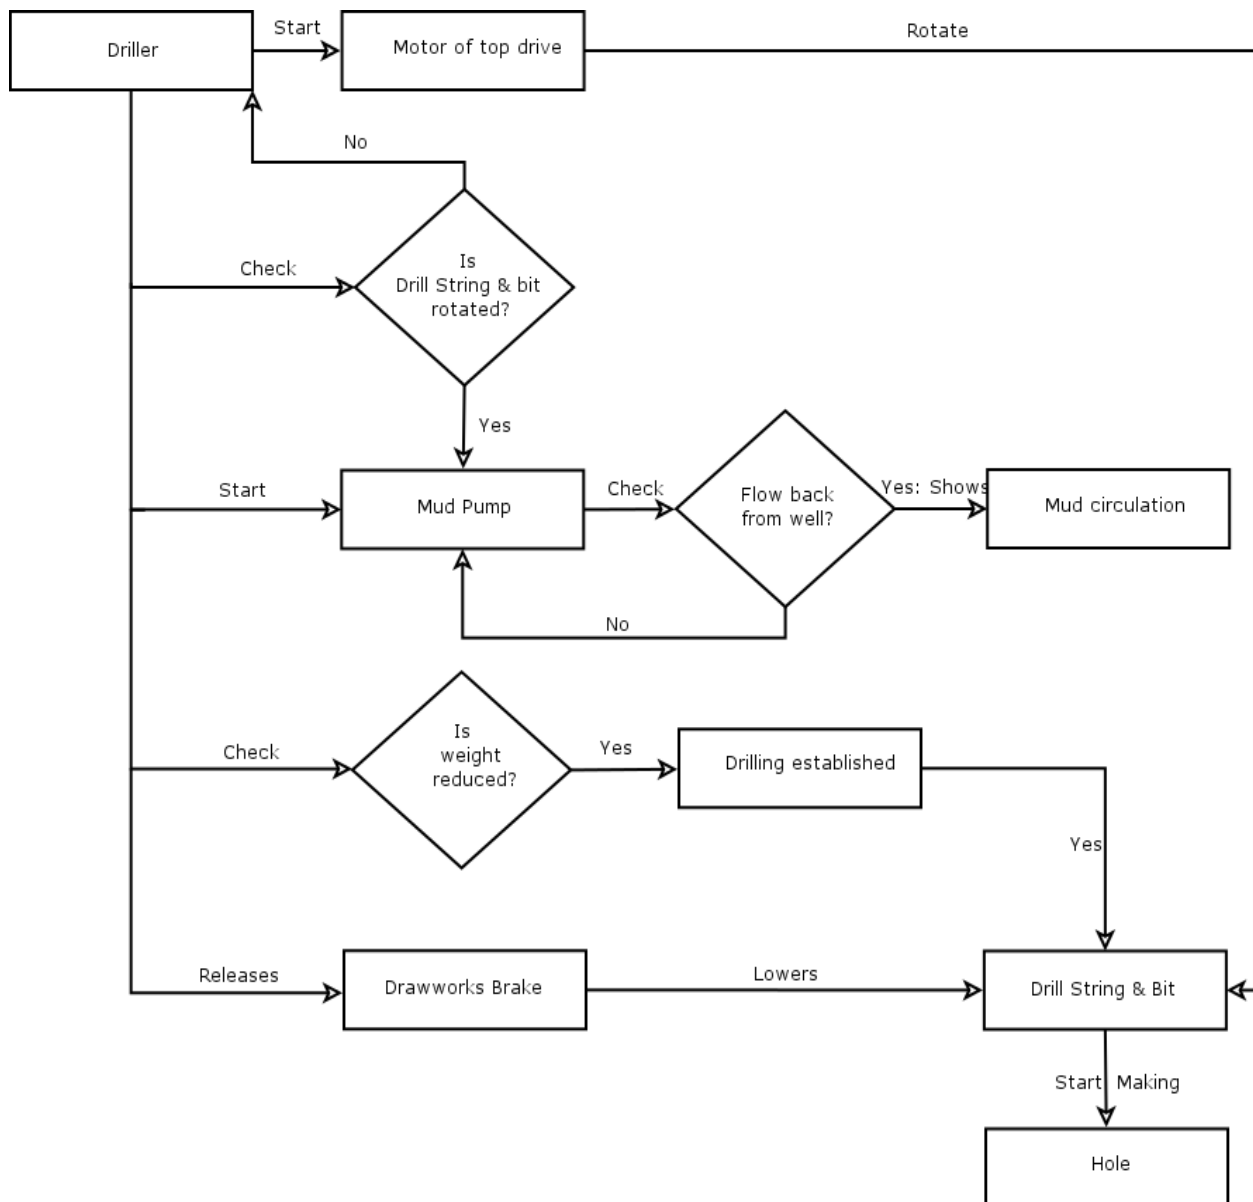 Driller
Start
Motor of top drive
Rotate
No
Check
Is
Drill String & bit
rotated?
Yes
Start
Mud Pump
Check
Flow back
from well?
Yes: Shows
Mud circulation
No
Check
Is
weight
reduced?
Yes
Drilling established
Yes
Releases
Drawworks Brake
Lowers
Drill String & Bit
Start Making
Hole